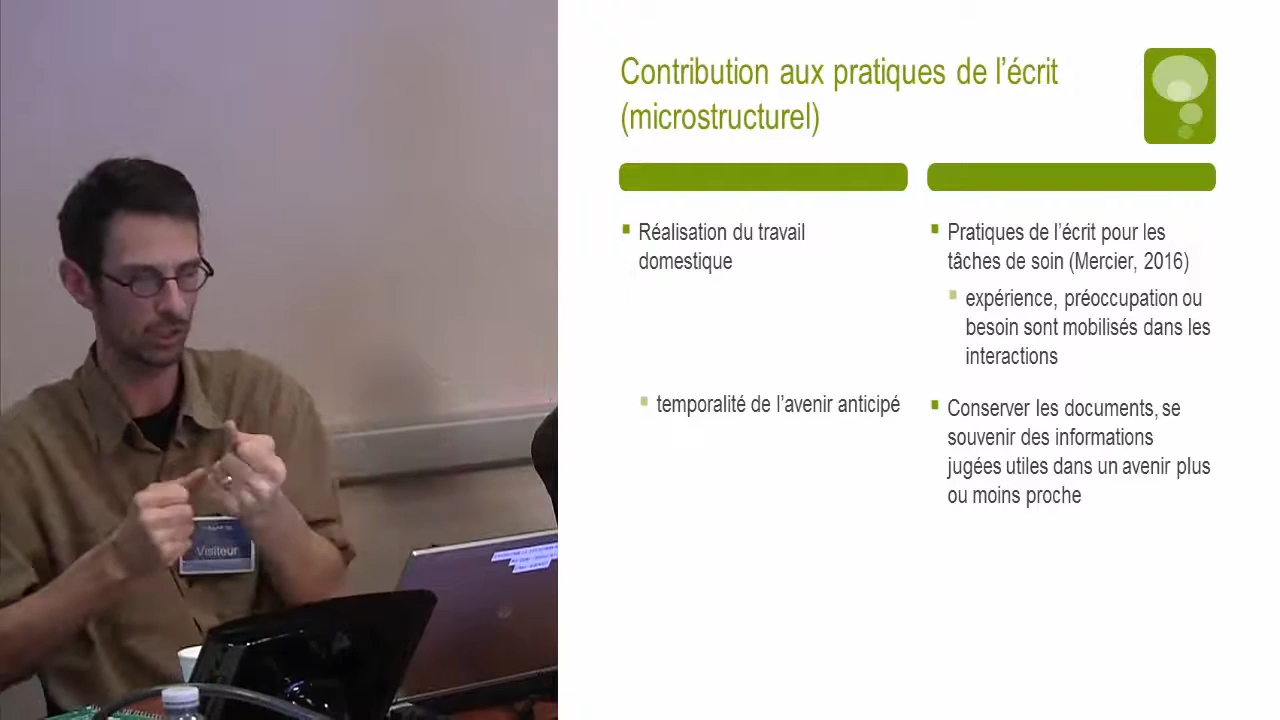 Contribution aux pratiques de l'écrit
(microstructurel)
Réalisation du travail
domestique
temporalité de l'avenir anticipé
Pratiques de l'écrit pour les
tâches de soin (Mercier, 2016)
expérience, préoccupation ou
besoin sont mobilisés dans les
interactions
Conserver les documents, se
souvenir des informations
jugées utiles dans un avenir plus
ou moins proche
Visiteur